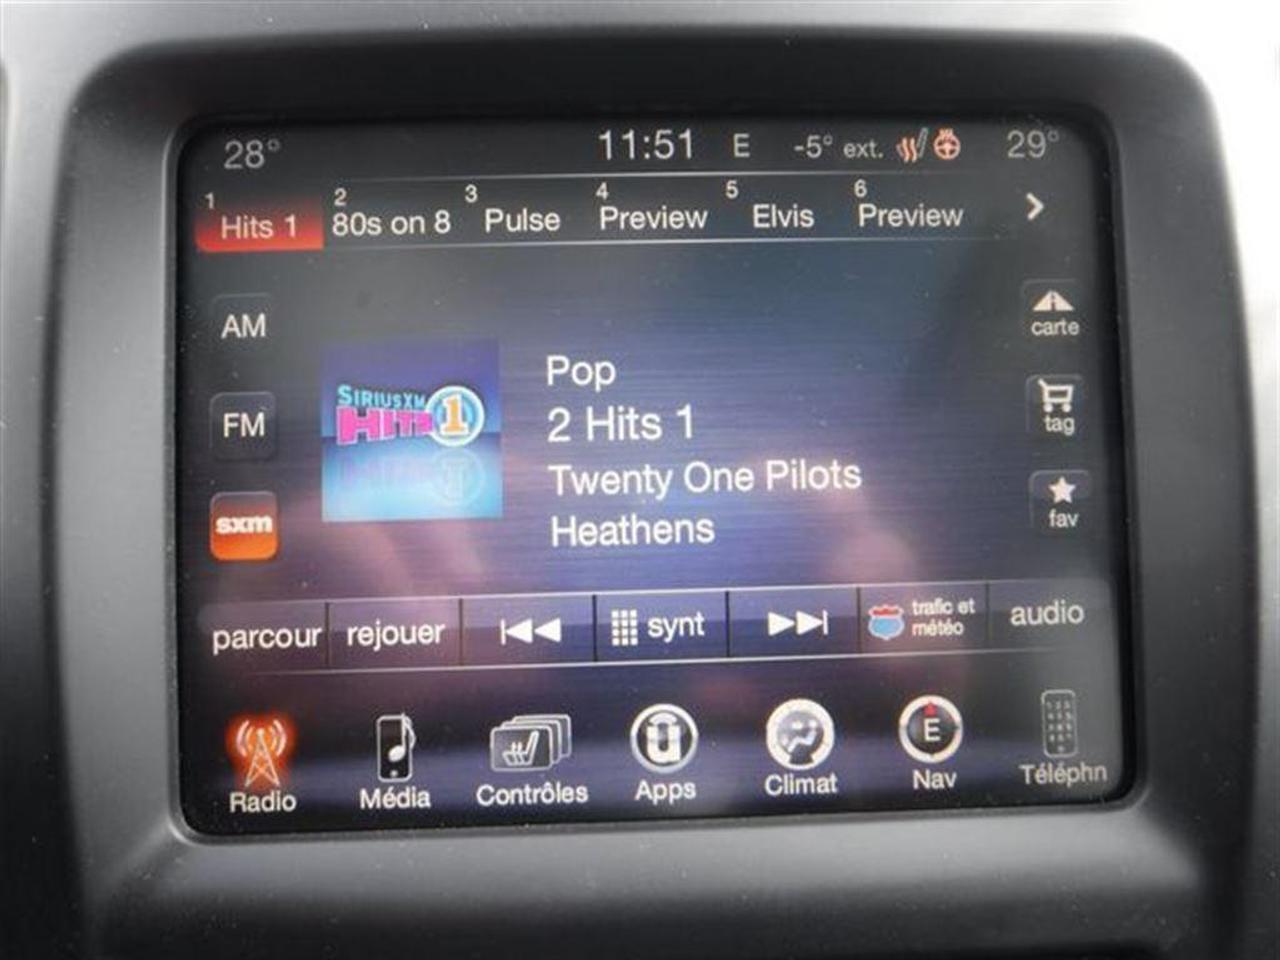 28° 11:51 E -5° ext. 29°
1 2 3 4 5 6
Hits 1 80s on 8 Pulse Preview Elvis Preview
AM
carte
FM
tag
sxm
fav
SIRIUSXM
HITS 1
Pop
2 Hits 1
Twenty One Pilots
Heathens
parcour rejouer synt trafic et audio
météo
E
Radio Média Contrôles Apps Climat Nav Téléphn